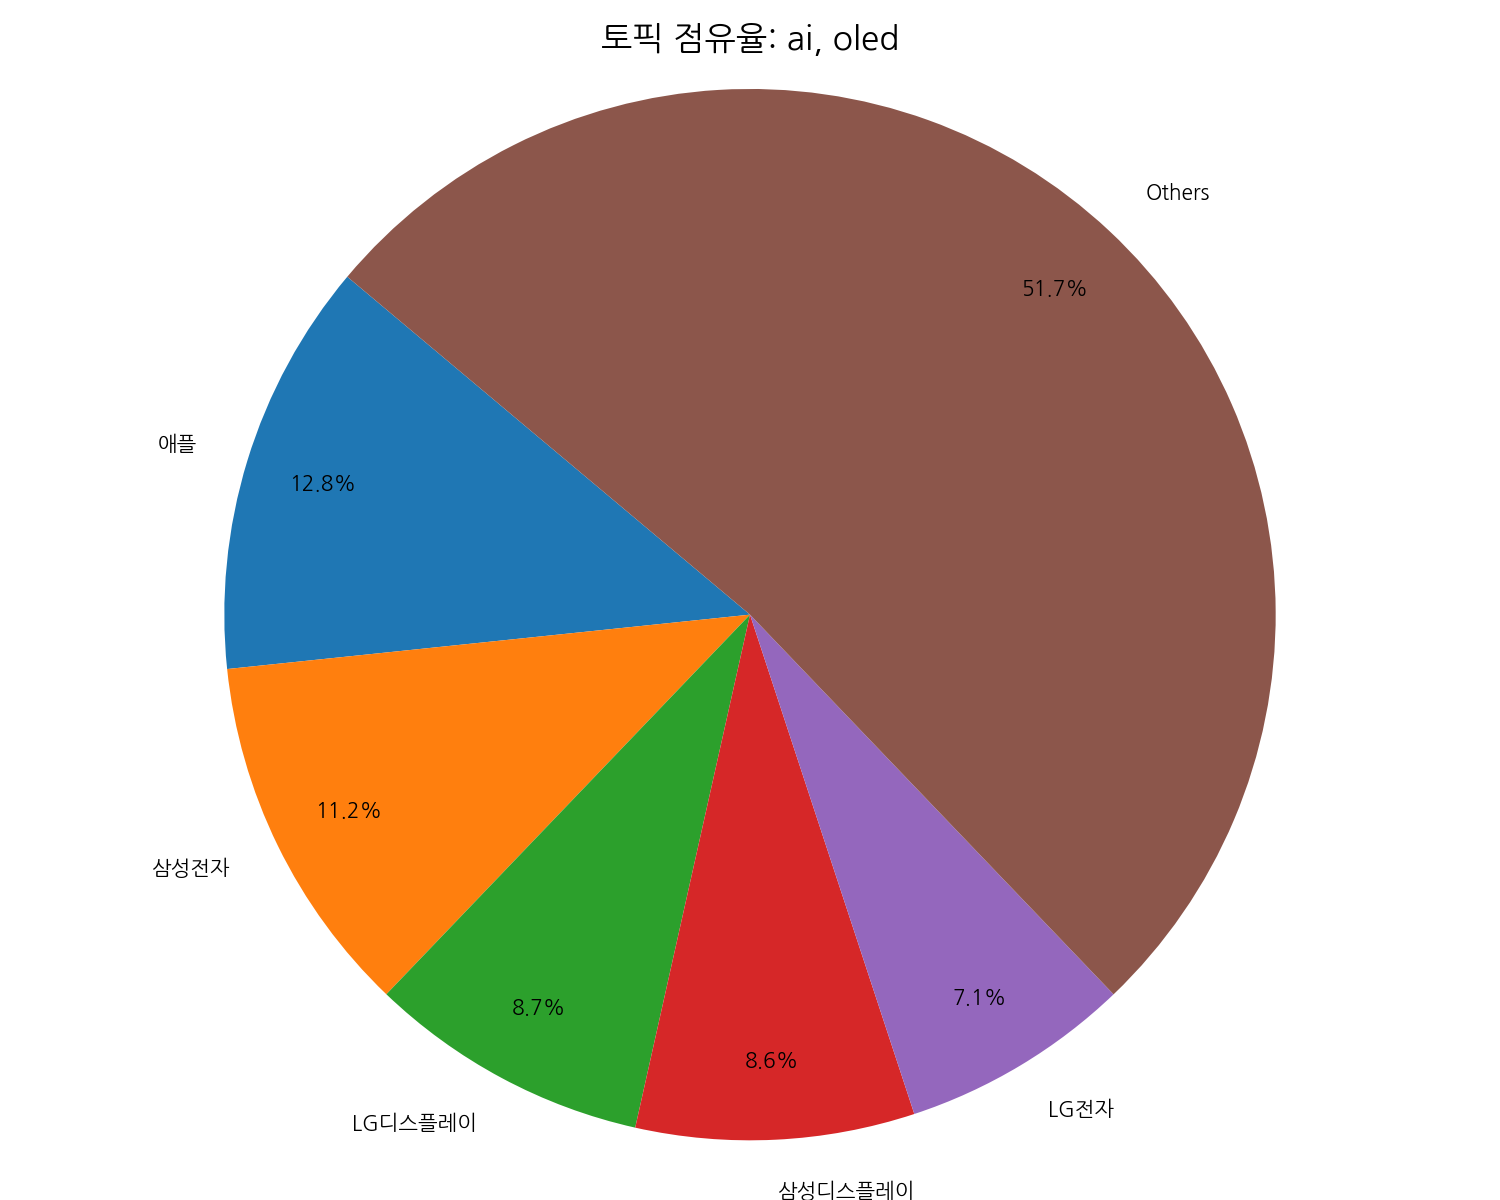 토픽 점유율: ai, oled
Others
51.7%
애플
12.8%
삼성전자
11.2%
LG디스플레이
8.7%
삼성디스플레이
8.6%
LG전자
7.1%